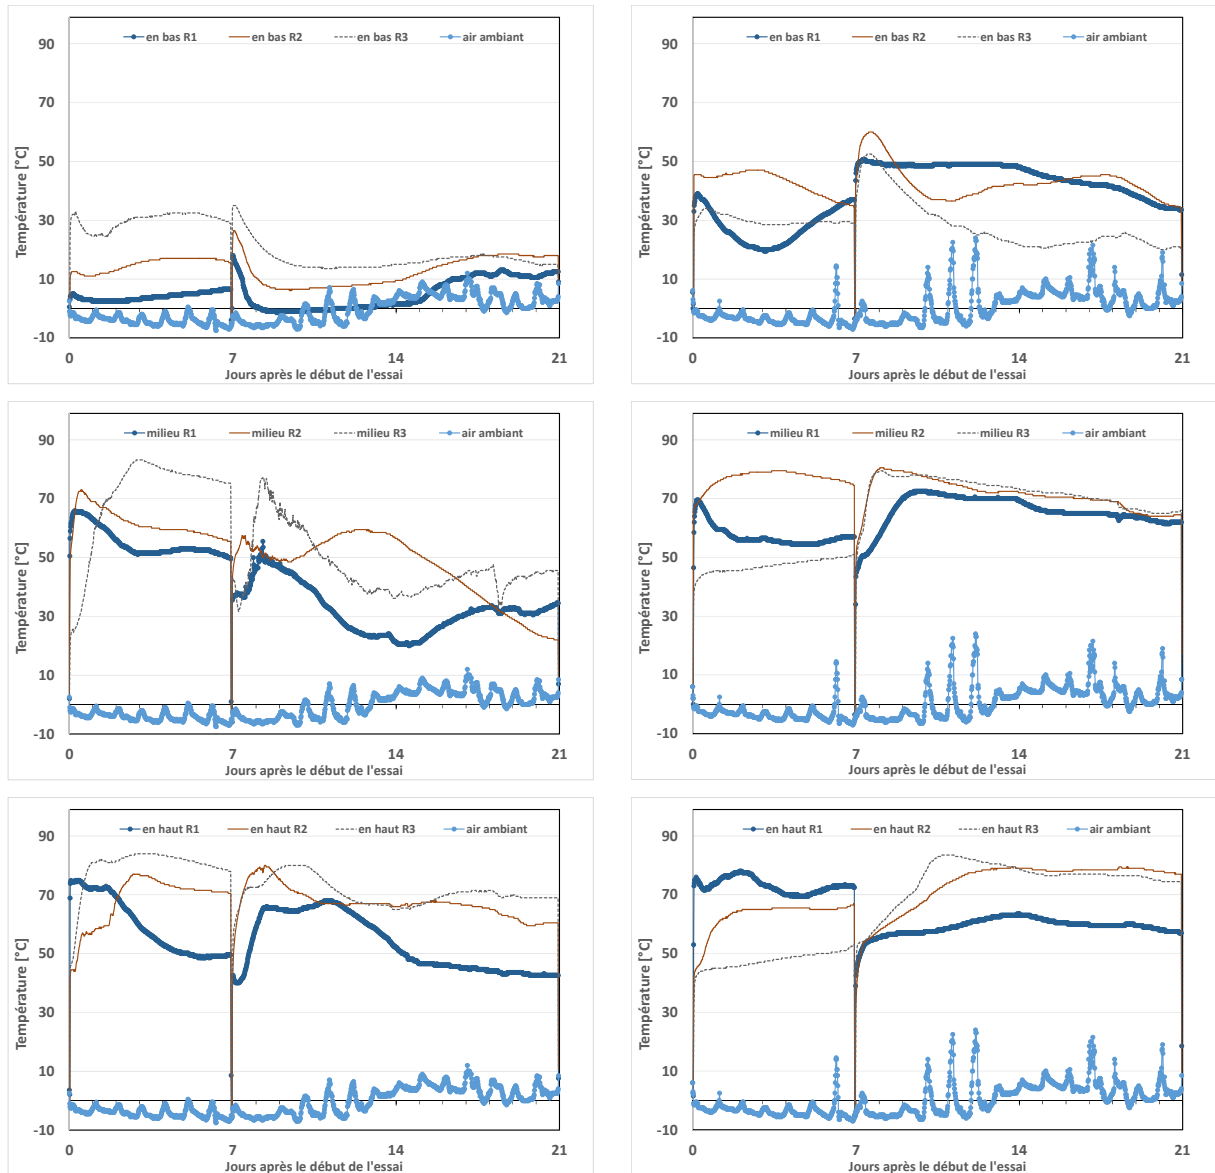 en bas R1 en bas R2 en bas R3 air ambiant
90
70
50
30
10
-10
Température [°C]
0 7 14 21
Jours après le début de l'essai
en bas R1 en bas R2 en bas R3 air ambiant
90
70
50
30
10
-10
Température [°C]
0 7 14 21
Jours après le début de l'essai
milieu R1 milieu R2 milieu R3 air ambiant
90
70
50
30
10
-10
Température [°C]
0 7 14 21
Jours après le début de l'essai
milieu R1 milieu R2 milieu R3 air ambiant
90
70
50
30
10
-10
Température [°C]
0 7 14 21
Jours après le début de l'essai
en haut R1 en haut R2 en haut R3 air ambiant
90
70
50
30
10
-10
Température [°C]
0 7 14 21
Jours après le début de l'essai
en haut R1 en haut R2 en haut R3 air ambiant
90
70
50
30
10
-10
Température [°C]
0 7 14 21
Jours après le début de l'essai